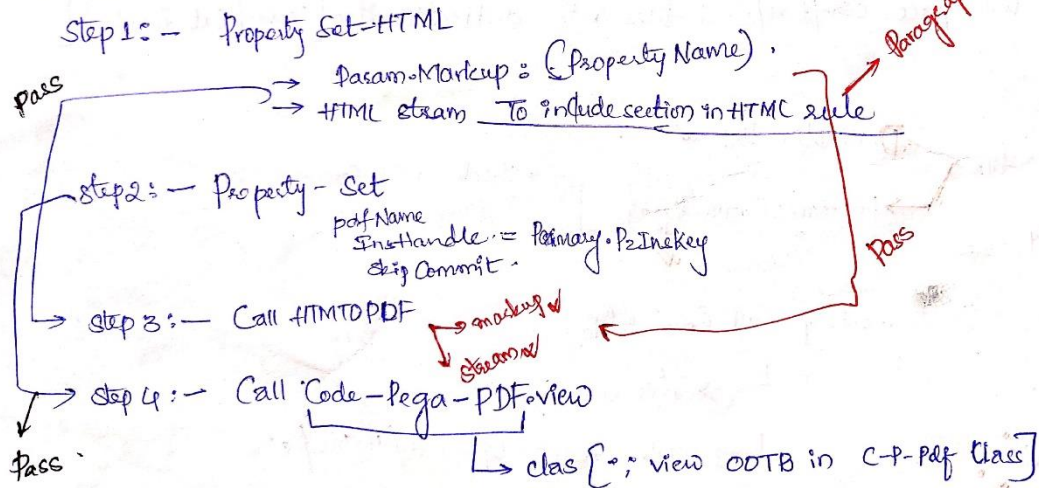 Step 1:- Property Set-HTML
Parag
Pass
→ Param.Markup: (Property Name).
→ HTML stream To include section in HTML rule
step 2:- Property - Set
pdfName
InsHandle = Primary.PzInskey
Skip Commit.
Pass
→ step 3:- Call HTMTOPDF
→ markup ✓
→ stream ✓
→ step 4:- Call Code-Pega-PDF.view
Pass.
→ clas [•; view OOTB in C-P-Pdf Class]